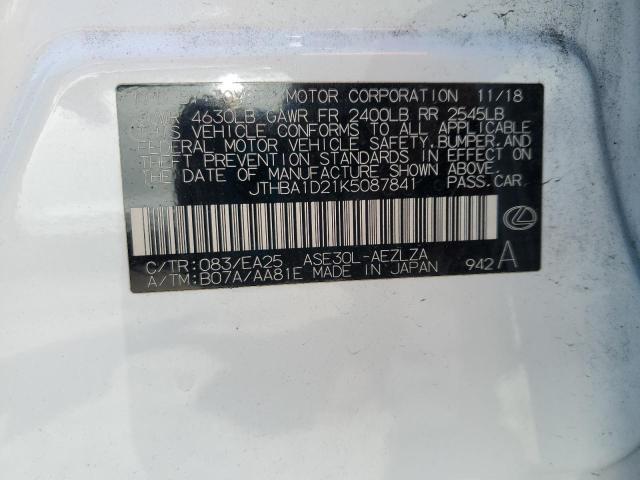 MOTOR CORPORATION 11/18
4630LB GAWR FR 2400LB RR 2545LB
THIS VEHICLE CONFORMS TO ALL APPLICABLE
FEDERAL MOTOR VEHICLE SAFETY,BUMPER,AND
THEFT PREVENTION STANDARDS IN EFFECT ON
THE DATE OF MANUFACTURE SHOWN ABOVE.
JTHBA1D21K5087841 PASS.CAR
C/TR:083/EA25 ASE30L-AEZLZA
A/TM:B07A/AA81E MADE IN JAPAN 942A